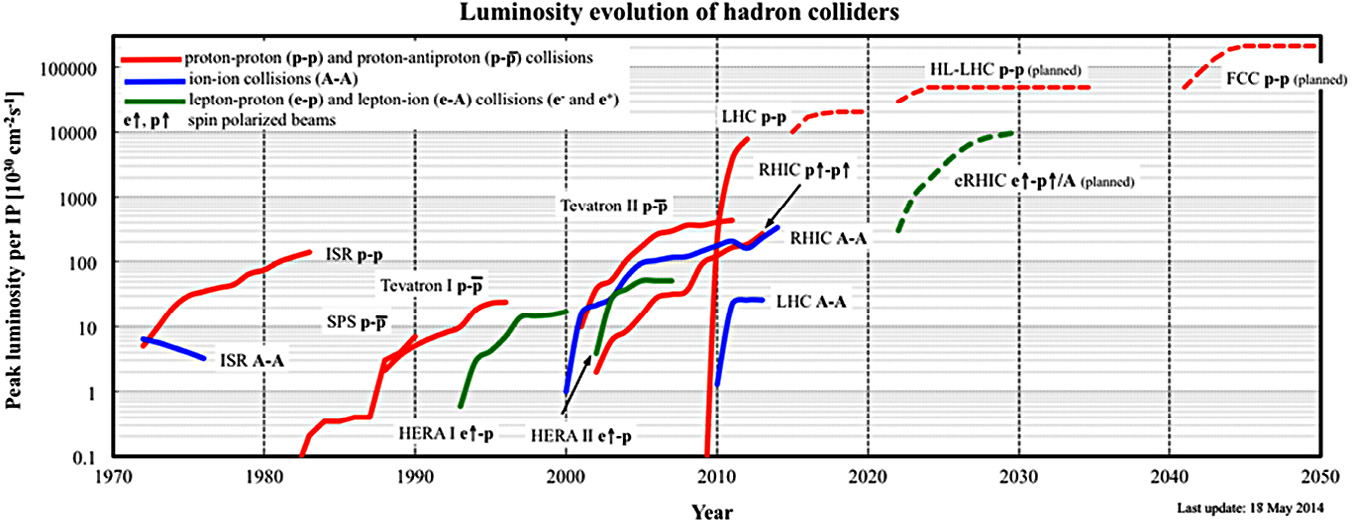 Luminosity evolution of hadron colliders
proton-proton (p-p) and proton-antiproton (p-p̅) collisions
ion-ion collisions (A-A)
lepton-proton (e-p) and lepton-ion (e-A) collisions (e⁻ and e⁺)
e↑, p↑ spin polarized beams
Peak luminosity per IP [10³⁰ cm⁻²s⁻¹]
100000
10000
1000
100
10
1
0.1
HL-LHC p-p (planned)
FCC p-p (planned)
LHC p-p
RHIC p↑-p↑
eRHIC e↑-p↑/A (planned)
Tevatron II p-p̅
RHIC A-A
ISR p-p
Tevatron I p-p̅
LHC A-A
SPS p-p̅
ISR A-A
HERA I e↑-p
HERA II e↑-p
1970
1980
1990
2000
2010
2020
2030
2040
2050
Year
Last update: 18 May 2014